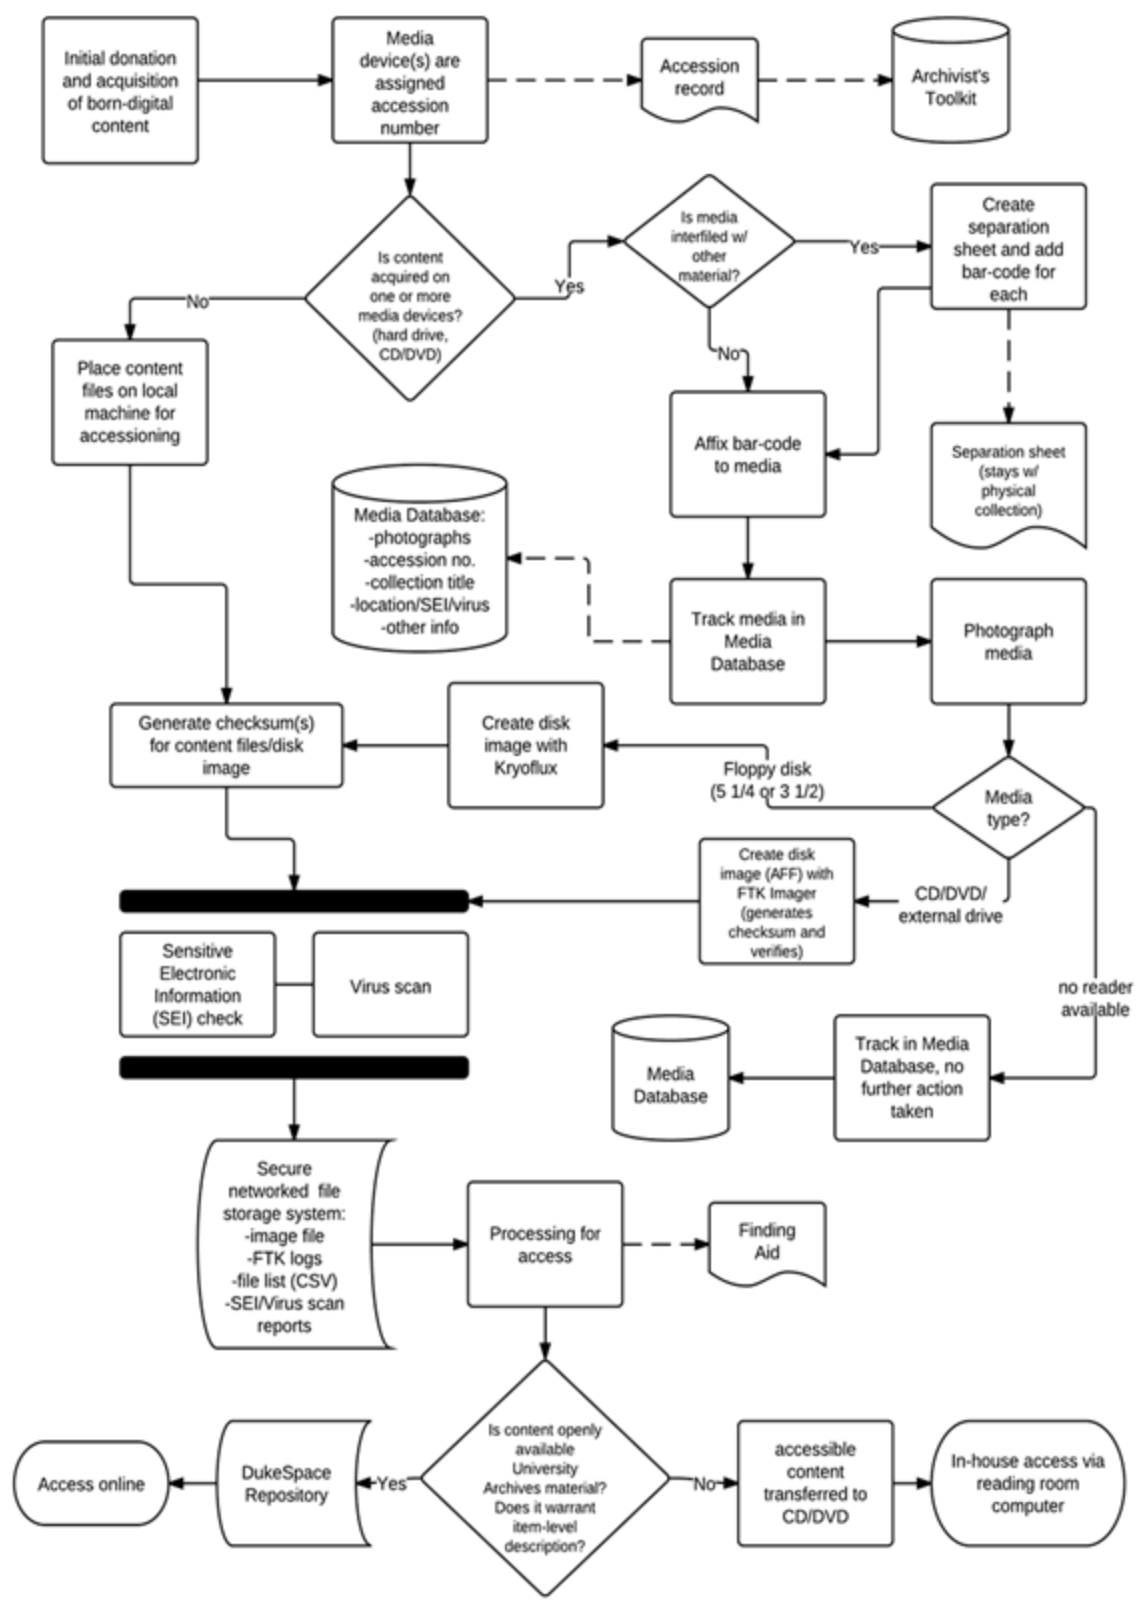 Initial donation
and acquisition
of born-digital
content
Media
device(s) are
assigned
accession
number
Accession
record
Archivist's
Toolkit
Is content
acquired on
one or more
media devices?
(hard drive,
CD/DVD)
Yes
No
Is media
interfiled w/
other
material?
Yes
No
Create
separation
sheet and add
bar-code for
each
Place content
files on local
machine for
accessioning
Affix bar-code
to media
Separation sheet
(stays w/
physical
collection)
Media Database:
-photographs
-accession no.
-collection title
-location/SEI/virus
-other info
Track media in
Media
Database
Photograph
media
Generate checksum(s)
for content files/disk
image
Create disk
image with
Kryoflux
Floppy disk
(5 1/4 or 3 1/2)
Media
type?
Create disk
image (AFF) with
FTK Imager
(generates
checksum and
verifies)
CD/DVD/
external drive
Sensitive
Electronic
Information
(SEI) check
Virus scan
no reader
available
Media
Database
Track in Media
Database, no
further action
taken
Secure
networked file
storage system:
-image file
-FTK logs
-file list (CSV)
-SEI/Virus scan
reports
Processing for
access
Finding
Aid
Is content openly
available
University
Archives material?
Does it warrant
item-level
description?
Yes
No
Access online
DukeSpace
Repository
accessible
content
transferred to
CD/DVD
In-house access via
reading room
computer